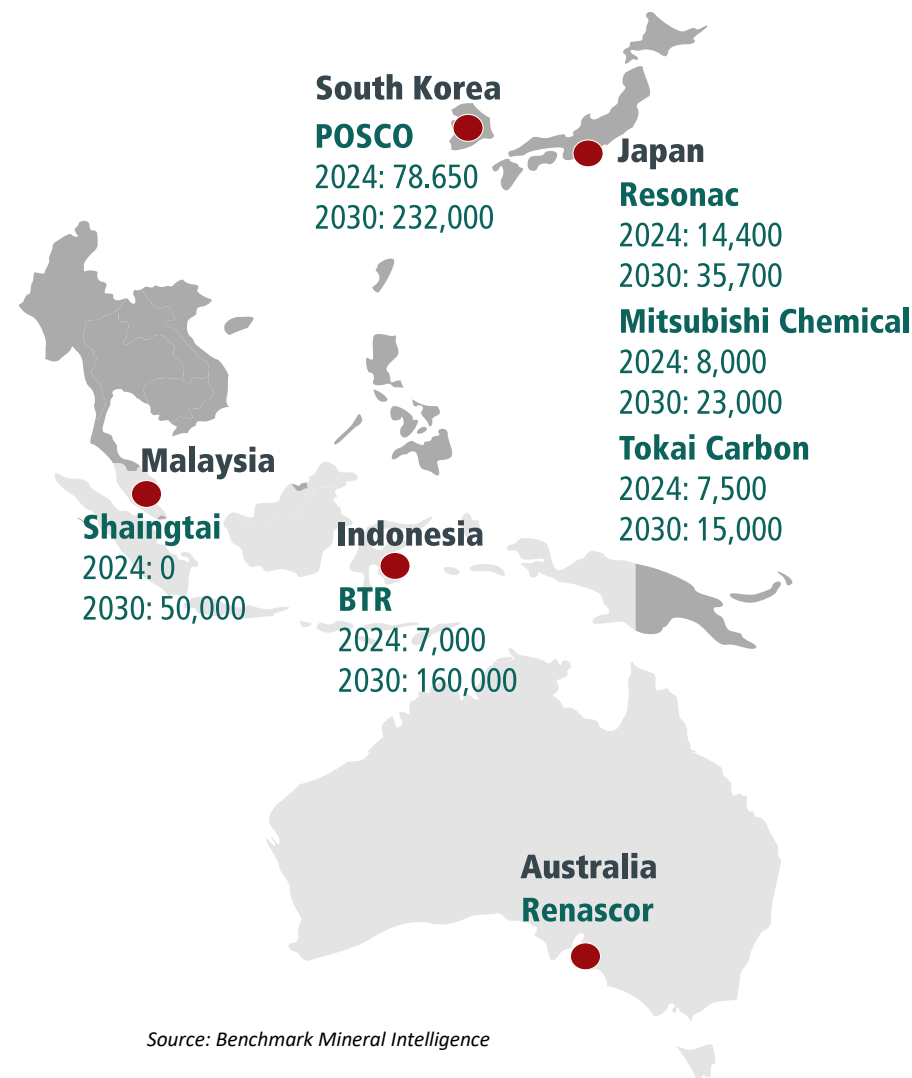 South Korea
POSCO
2024: 78.650
2030: 232,000
Japan
Resonac
2024: 14,400
2030: 35,700
Mitsubishi Chemical
2024: 8,000
2030: 23,000
Tokai Carbon
2024: 7,500
2030: 15,000
Malaysia
Shaingtai
2024: 0
2030: 50,000
Indonesia
BTR
2024: 7,000
2030: 160,000
Australia
Renascor
Source: Benchmark Mineral Intelligence